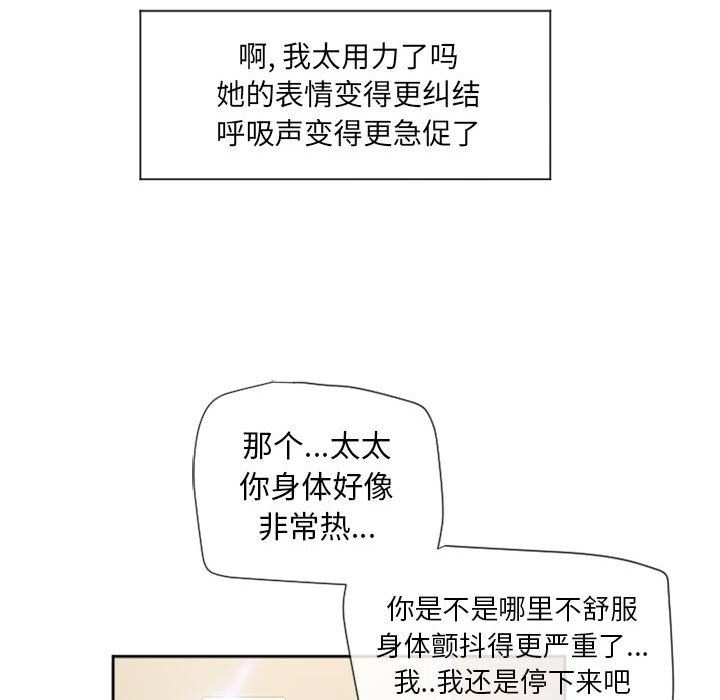 啊, 我太用力了吗
她的表情变得更纠结
呼吸声变得更急促了
那个...太太
你身体好像
非常热...
你是不是哪里不舒服
身体颤抖得更严重了...
我..我还是停下来吧